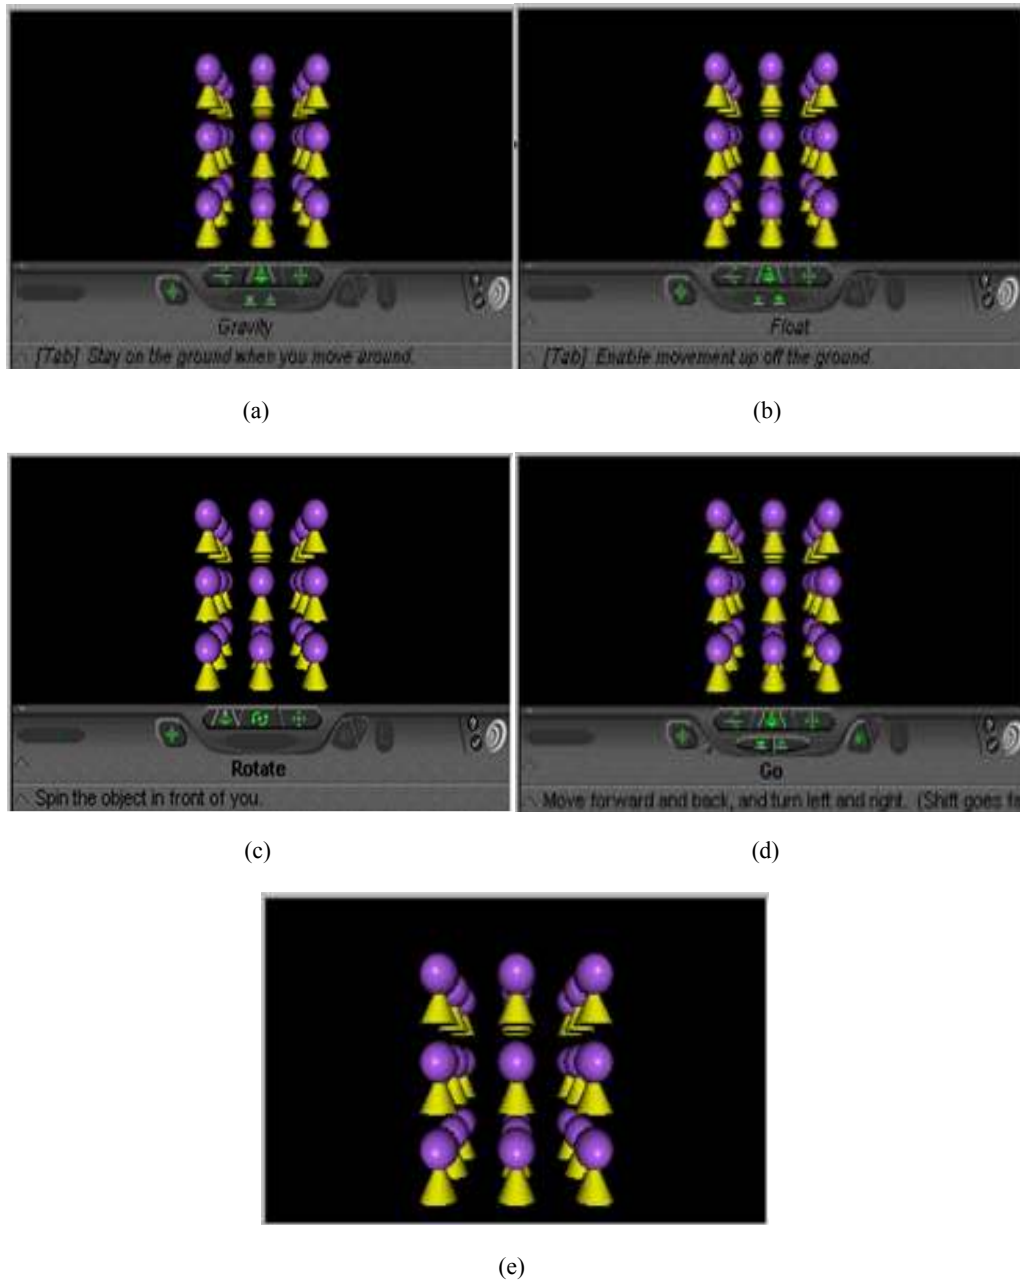 Gravity
[Tab] Stay on the ground when you move around.
Float
[Tab] Enable movement up off the ground.
(a)
(b)
Rotate
Spin the object in front of you.
Go
Move forward and back, and turn left and right. (Shift goes fa
(c)
(d)
(e)